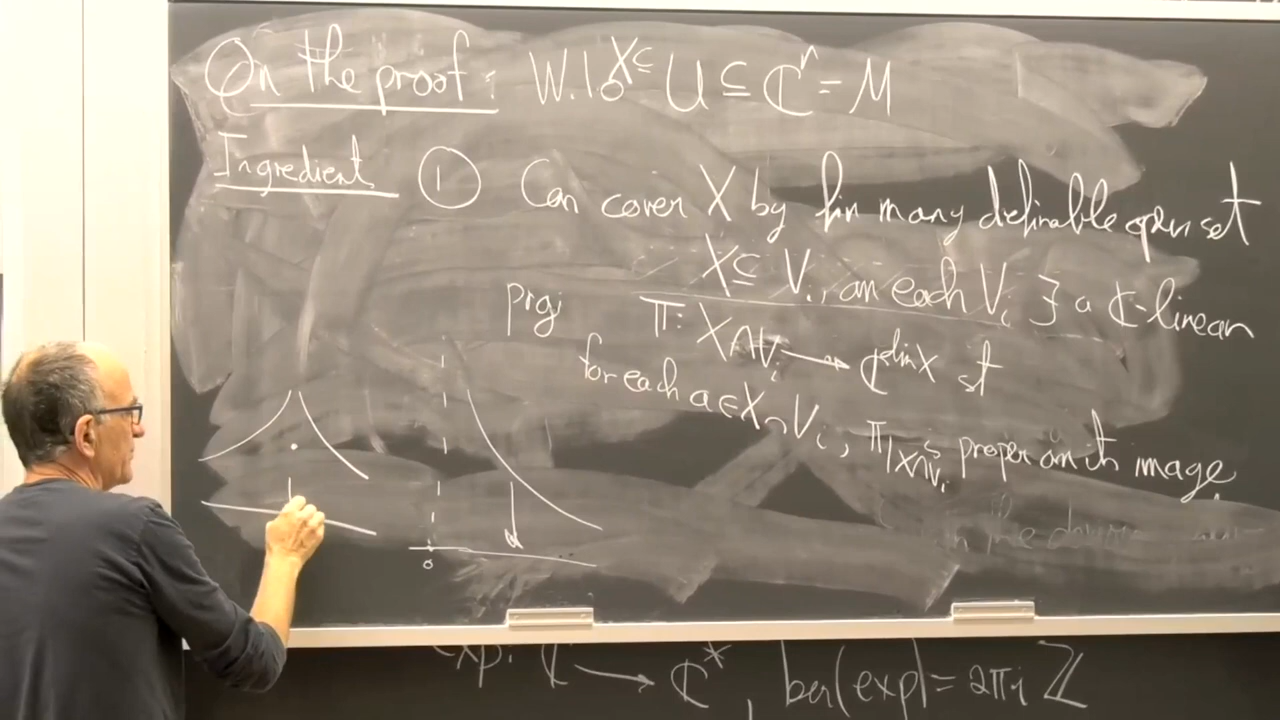 On the proof: W.l.o X ⊆ U ⊆ ℂⁿ = M
Ingredient ① Can cover X by fin many definable open set
X ⊆ V_i, on each V_i ∃ a ℂ-linear
proj π: X∩V_i → ℂ^{dim X} st
for each a∈X∩V_i, π|X∩V_i is proper on its image,
0
exp: ℂ → ℂ*, ker(exp) = 2πi ℤ